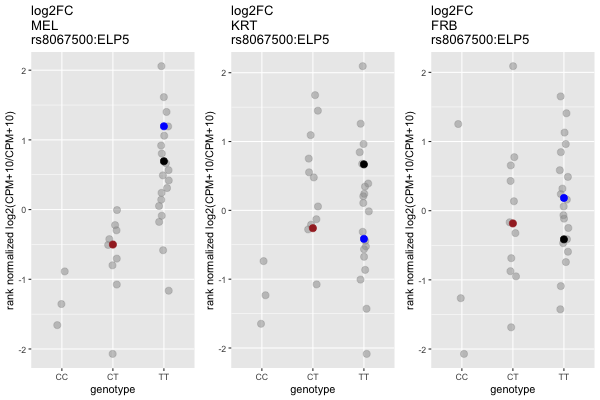 log2FC
MEL
rs8067500:ELP5
rank normalized log2(CPM+10/CPM+10)
2
1
0
-1
-2
CC
CT
TT
genotype
log2FC
KRT
rs8067500:ELP5
rank normalized log2(CPM+10/CPM+10)
2
1
0
-1
-2
CC
CT
TT
genotype
log2FC
FRB
rs8067500:ELP5
rank normalized log2(CPM+10/CPM+10)
2
1
0
-1
-2
CC
CT
TT
genotype